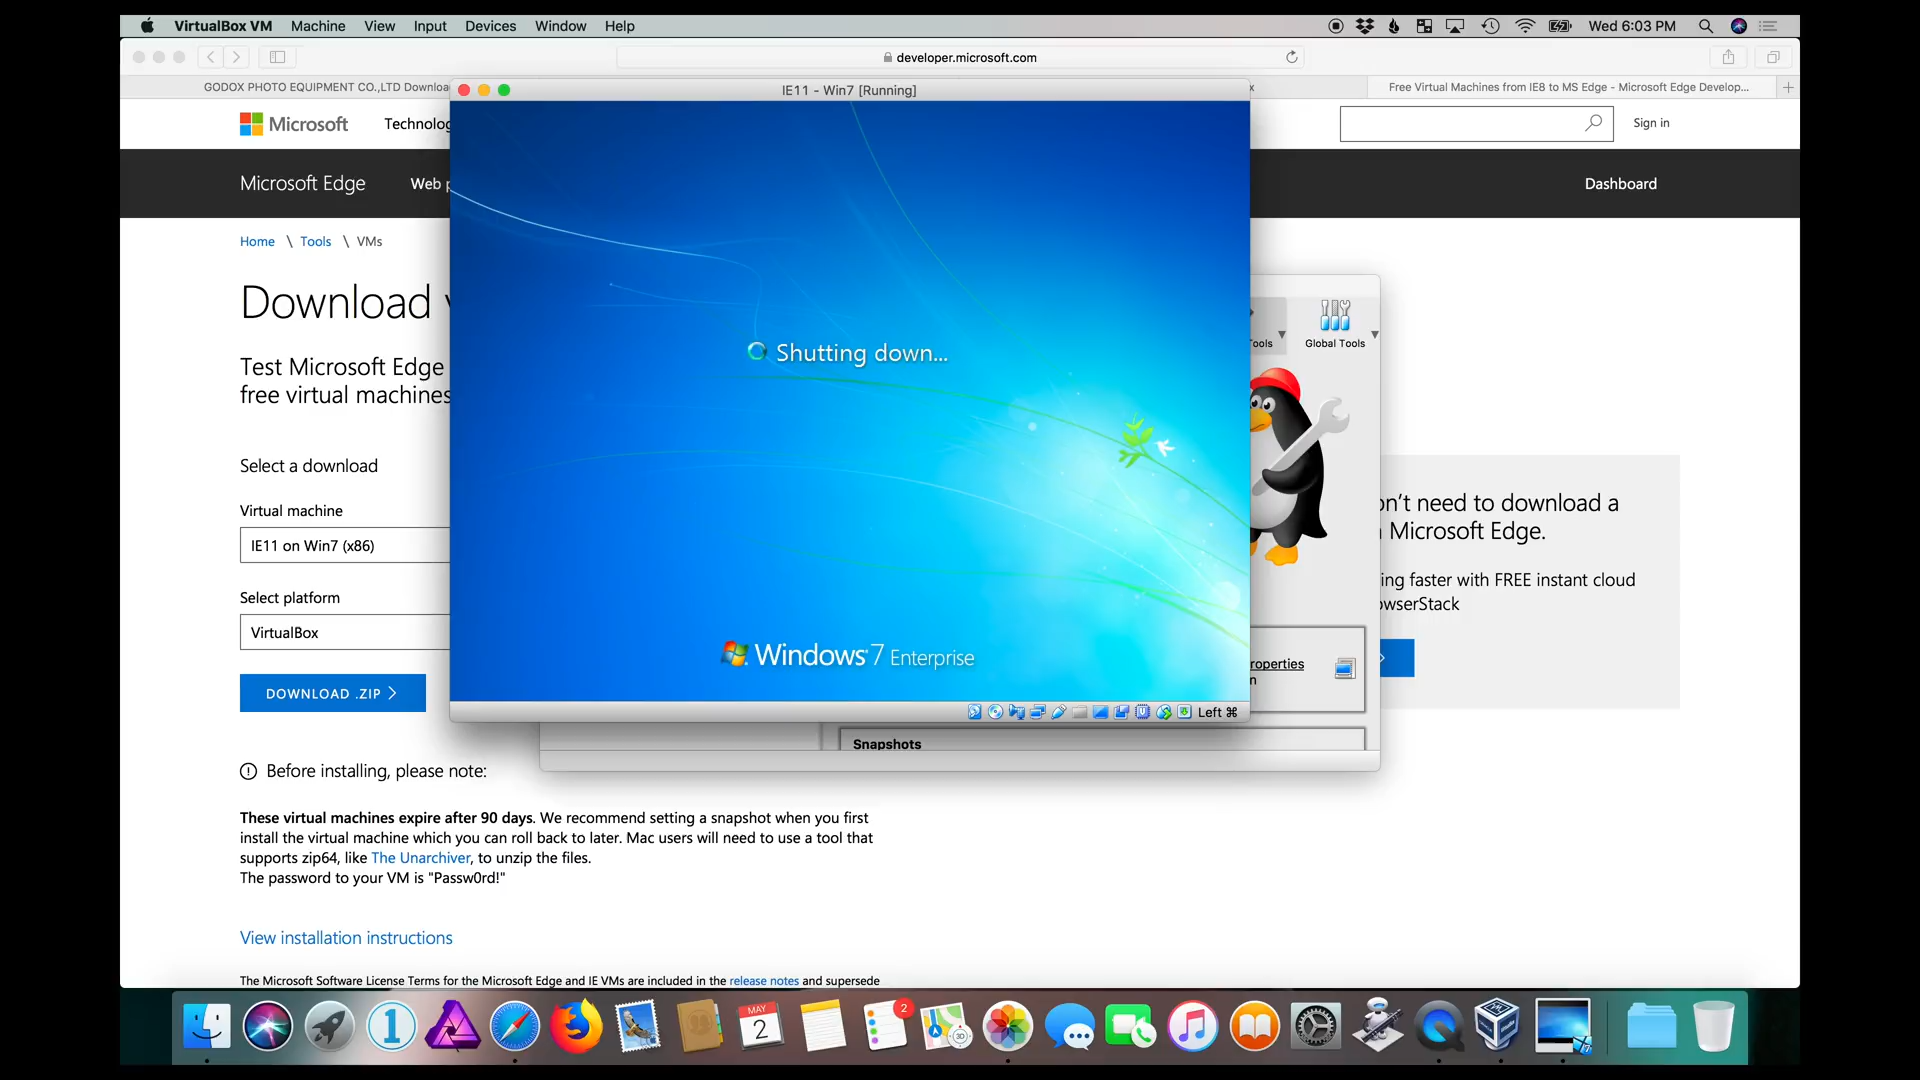 VirtualBox VM Machine View Input Devices Window Help Wed 6:03 PM
developer.microsoft.com
GODOX PHOTO EQUIPMENT CO.,LTD Downloa
x
Free Virtual Machines from IE8 to MS Edge - Microsoft Edge Develop...
IE11 - Win7 [Running]
Microsoft
Technolog
Sign in
Microsoft Edge
Web p
Dashboard
Home \ Tools \ VMs
Download
Test Microsoft Edge
free virtual machines
Shutting down...
Windows 7 Enterprise
Left ⌘
ools
Global Tools
Select a download
Virtual machine
IE11 on Win7 (x86)
Select platform
VirtualBox
DOWNLOAD .ZIP
on't need to download a
Microsoft Edge.
ing faster with FREE instant cloud
owserStack
roperties
n
Snapshots
Before installing, please note:
These virtual machines expire after 90 days. We recommend setting a snapshot when you first
install the virtual machine which you can roll back to later. Mac users will need to use a tool that
supports zip64, like The Unarchiver, to unzip the files.
The password to your VM is "Passw0rd!"
View installation instructions
The Microsoft Software License Terms for the Microsoft Edge and IE VMs are included in the release notes and supersede
1
MAY
2
2
3D